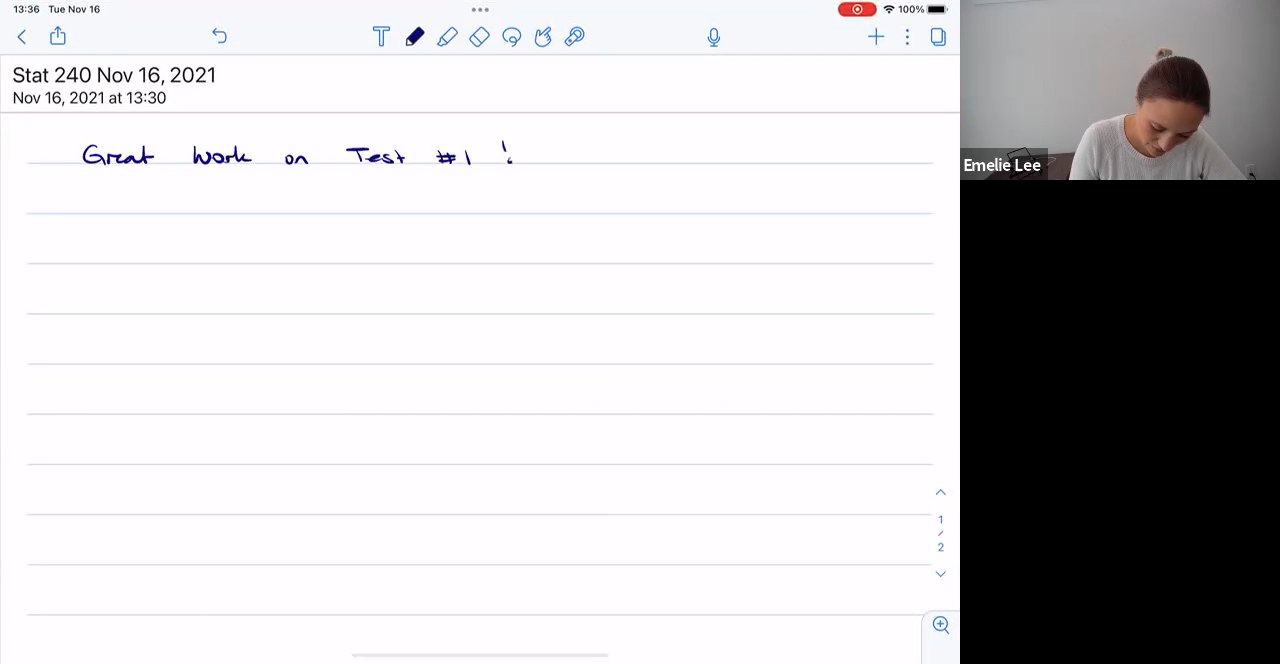 13:36 Tue Nov 16
100%
Stat 240 Nov 16, 2021
Nov 16, 2021 at 13:30
Great Work on Test #1 !
Emelie Lee
1
/
2